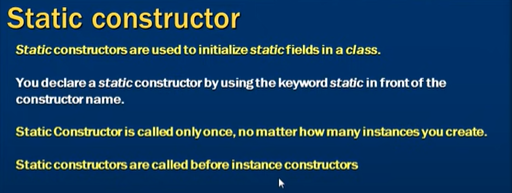 Static constructor
Static constructors are used to initialize static fields in a class.
You declare a static constructor by using the keyword static in front of the
constructor name.
Static Constructor is called only once, no matter how many instances you create.
Static constructors are called before instance constructors